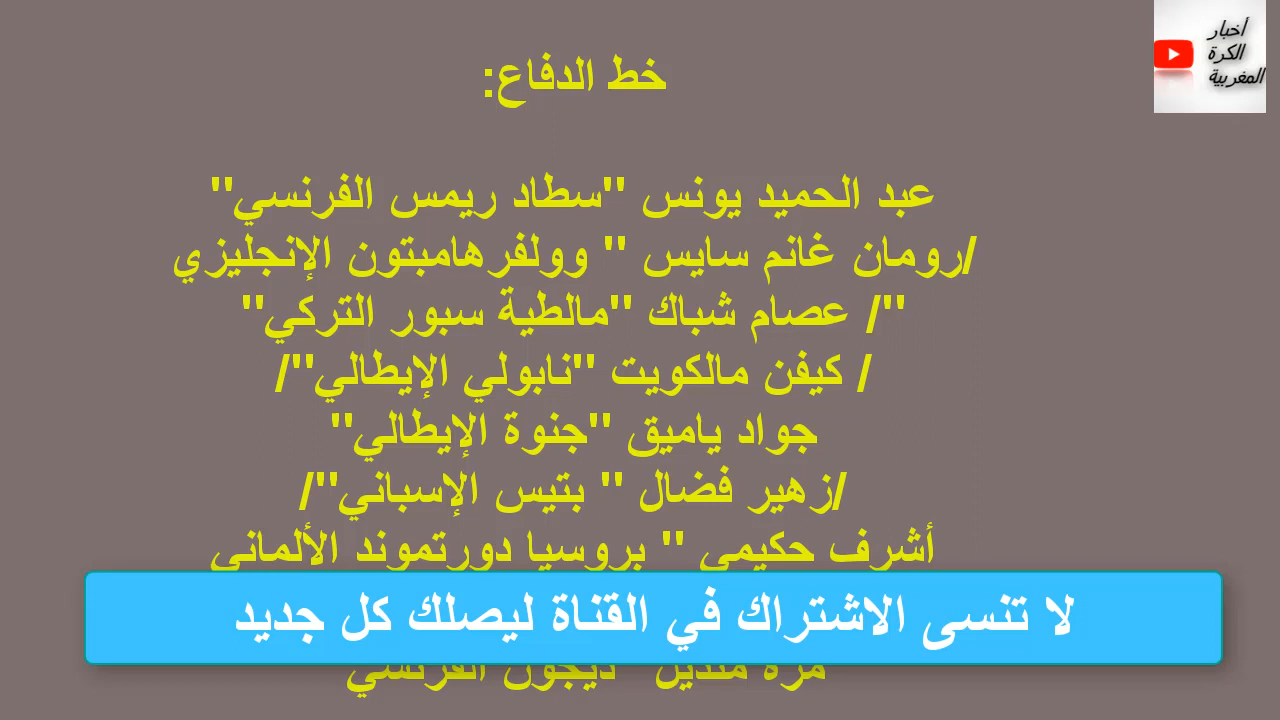 أخبار
الكرة
المغربية
خط الدفاع:
عبد الحميد يونس "سطاد ريمس الفرنسي"
/رومان غانم سايس " وولفرهامبتون الإنجليزي
"/ عصام شباك "مالطية سبور التركي"
/ كيفن مالكويت "نابولي الإيطالي"/
جواد ياميق "جنوة الإيطالي"
/زهير فضال " بتيس الإسباني"/
أشرف حكيمي " بروسيا دورتموند الألماني
لا تنسى الاشتراك في القناة ليصلك كل جديد
ديجون الفرنسي